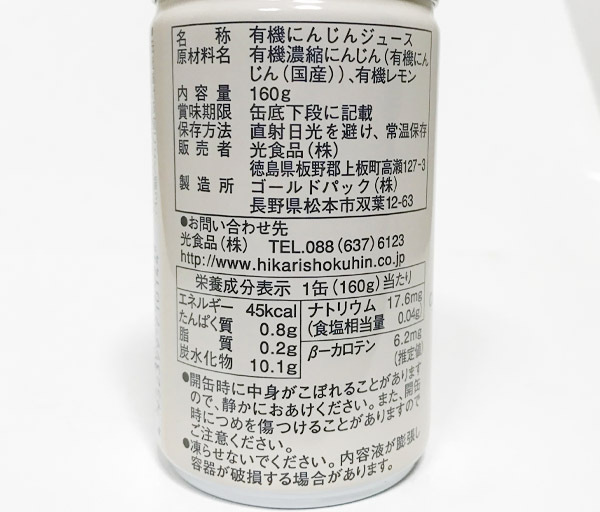 名称 有機にんじんジュース
原材料名 有機濃縮にんじん(有機にん
じん(国産))、有機レモン
内容量 160g
賞味期限 缶底下段に記載
保存方法 直射日光を避け、常温保存
販売者 光食品(株)
徳島県板野郡上板町高瀬127-3
製造所 ゴールドパック(株)
長野県松本市双葉12-63
●お問い合わせ先
光食品(株) TEL.088(637)6123
http://www.hikarishokuhin.co.jp
栄養成分表示 1缶(160g)当たり
エネルギー 45kcal
たんぱく質 0.8g
脂質 0.2g
炭水化物 10.1g
ナトリウム 17.6mg
(食塩相当量 0.04g)
β-カロテン 6.2mg
(推定値)
●開缶時に中身がこぼれることがあります
ので、静かにおあけください。また、開缶
時につめを傷つけることがありますので
ご注意ください。
●凍らせないでください。内容液が膨張し
容器が破損する場合があります。